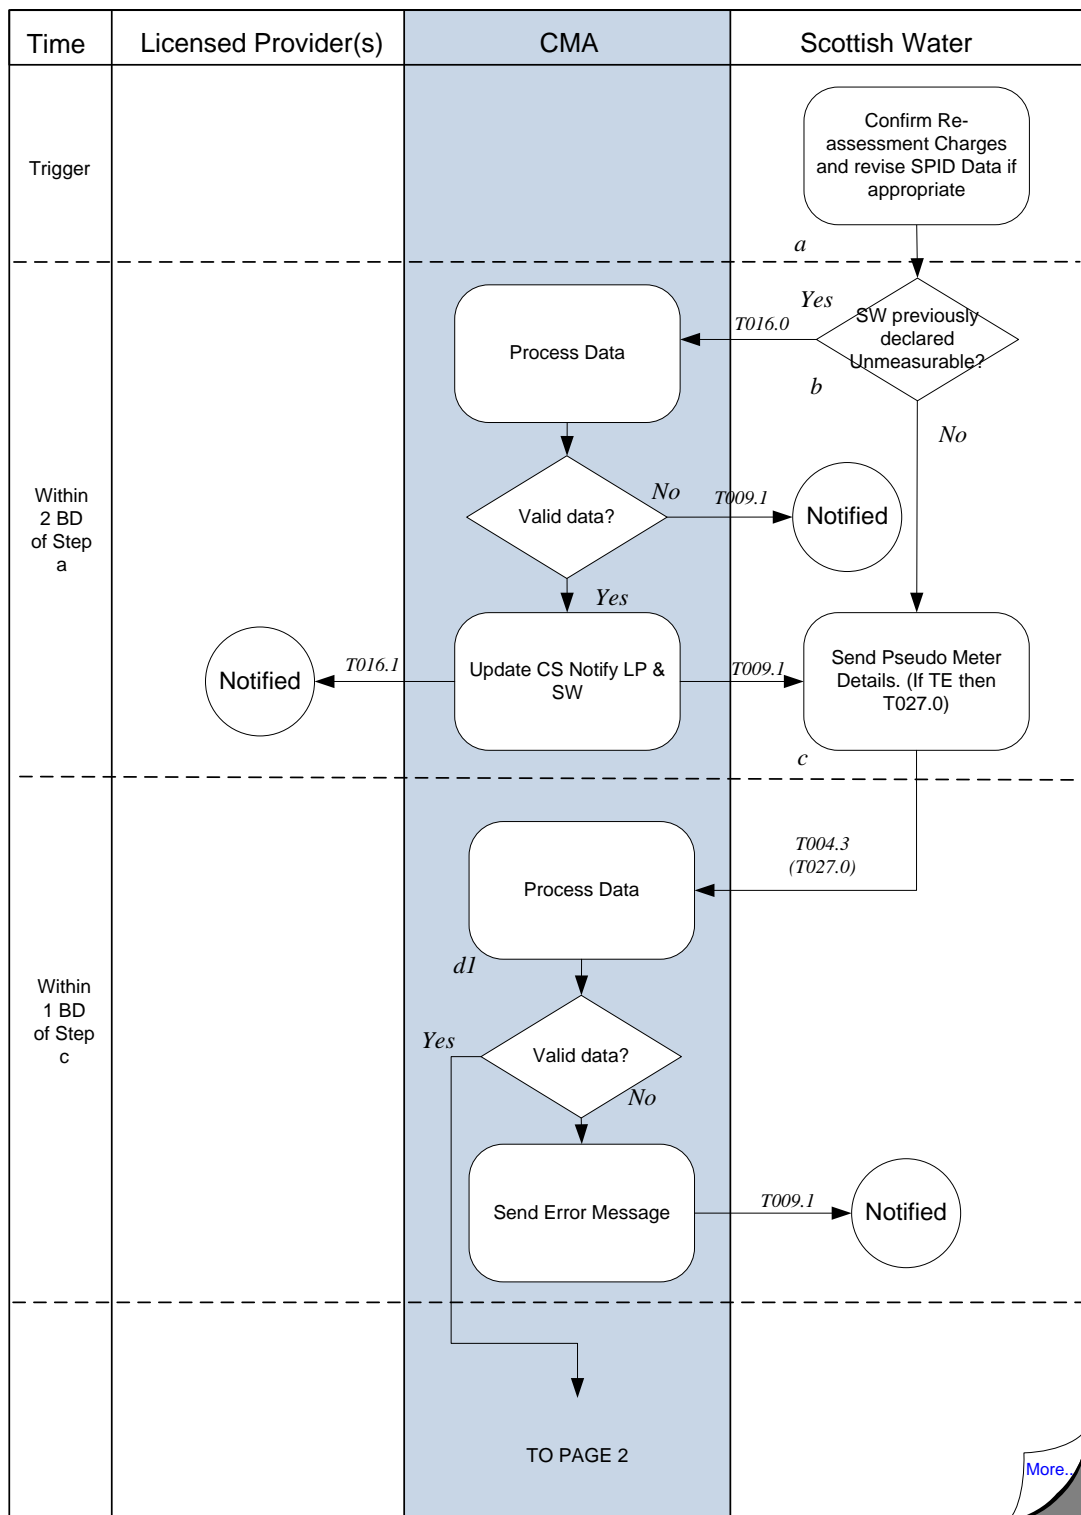 Time
Licensed Provider(s)
CMA
Scottish Water
Trigger
Confirm Re-
assessment Charges
and revise SPID Data if
appropriate
a
Yes
T016.0
SW previously
declared
Unmeasurable?
b
Process Data
No
Within
2 BD
of Step
a
Valid data?
No
T009.1
Notified
Yes
Notified
T016.1
Update CS Notify LP &
SW
T009.1
Send Pseudo Meter
Details. (If TE then
T027.0)
c
T004.3
(T027.0)
Process Data
d1
Within
1 BD
of Step
c
Yes
Valid data?
No
Send Error Message
T009.1
Notified
TO PAGE 2
More..